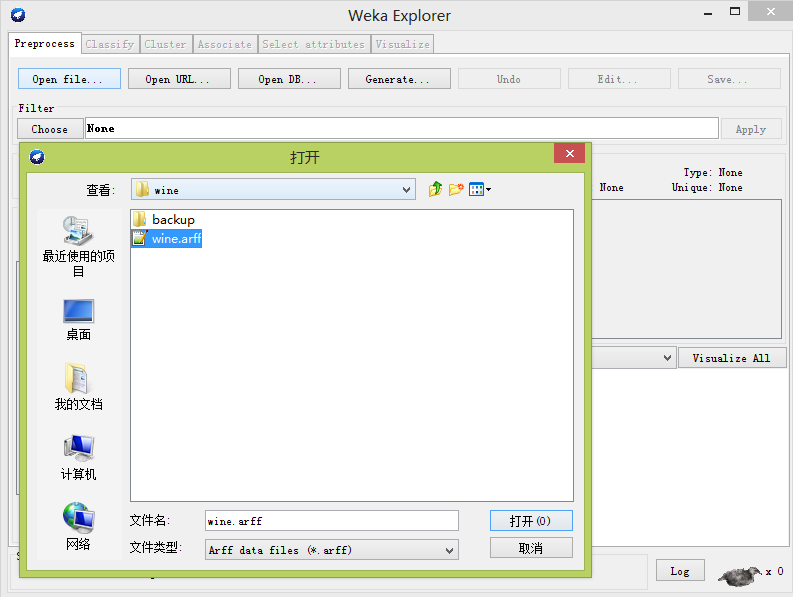 Weka Explorer
Preprocess Classify Cluster Associate Select attributes Visualize
Open file... Open URL... Open DB... Generate... Undo Edit... Save...
Filter
Choose None Apply
打开
Type: None
None Unique: None
查看: wine
backup
wine.arff
最近使用的项
目
桌面
我的文档
计算机
网络
Visualize All
文件名: wine.arff 打开(O)
文件类型: Arff data files (*.arff) 取消
Log x 0